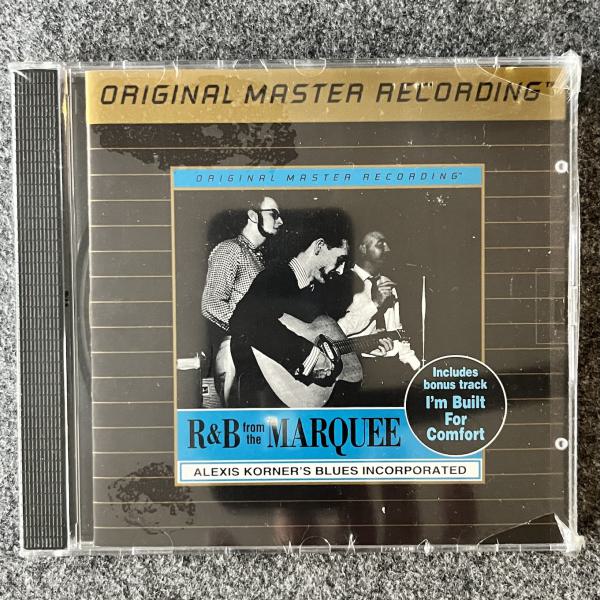 ORIGINAL MASTER RECORDING™
ORIGINAL MASTER RECORDING™
Includes
bonus track
I'm Built
For
Comfort
R&B from the MARQUEE
ALEXIS KORNER'S BLUES INCORPORATED